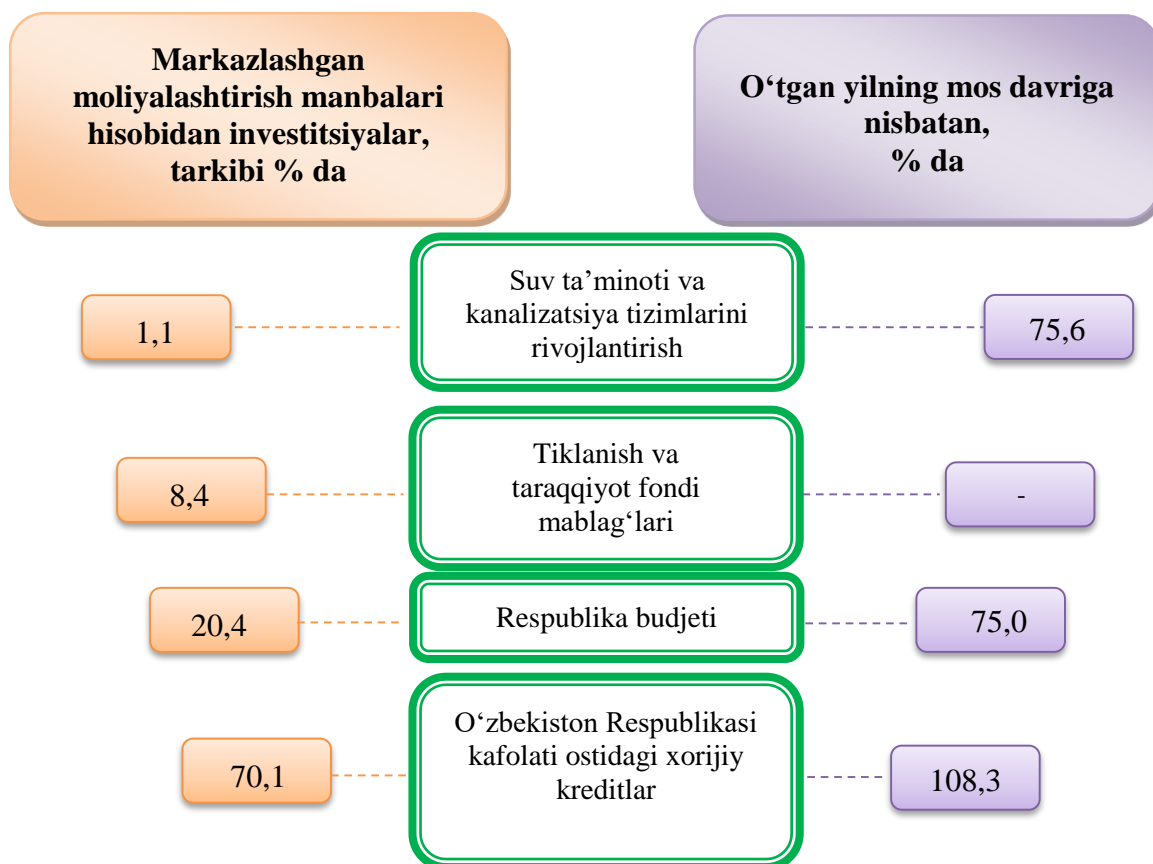 Markazlashgan
moliyalashtirish manbalari
hisobidan investitsiyalar,
tarkibi % da
O‘tgan yilning mos davriga
nisbatan,
% da
1,1
Suv ta’minoti va
kanalizatsiya tizimlarini
rivojlantirish
75,6
8,4
Tiklanish va
taraqqiyot fondi
mablag‘lari
-
20,4
Respublika budjeti
75,0
70,1
O‘zbekiston Respublikasi
kafolati ostidagi xorijiy
kreditlar
108,3